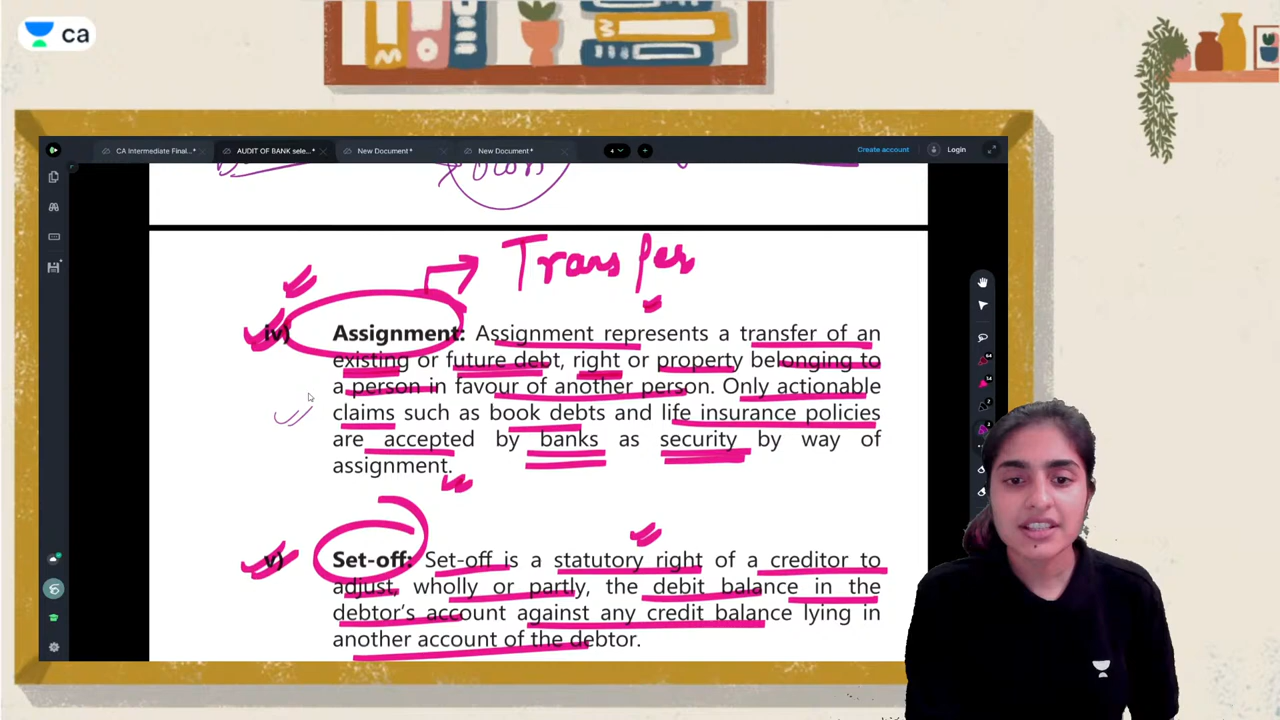 ca
CA Intermediate Final...*
AUDIT OF BANK sele...*
New Document*
New Document*
4
Create account
Login
Transfer
iv) Assignment: Assignment represents a transfer of an
existing or future debt, right or property belonging to
a person in favour of another person. Only actionable
claims such as book debts and life insurance policies
are accepted by banks as security by way of
assignment.
v) Set-off: Set-off is a statutory right of a creditor to
adjust, wholly or partly, the debit balance in the
debtor's account against any credit balance lying in
another account of the debtor.